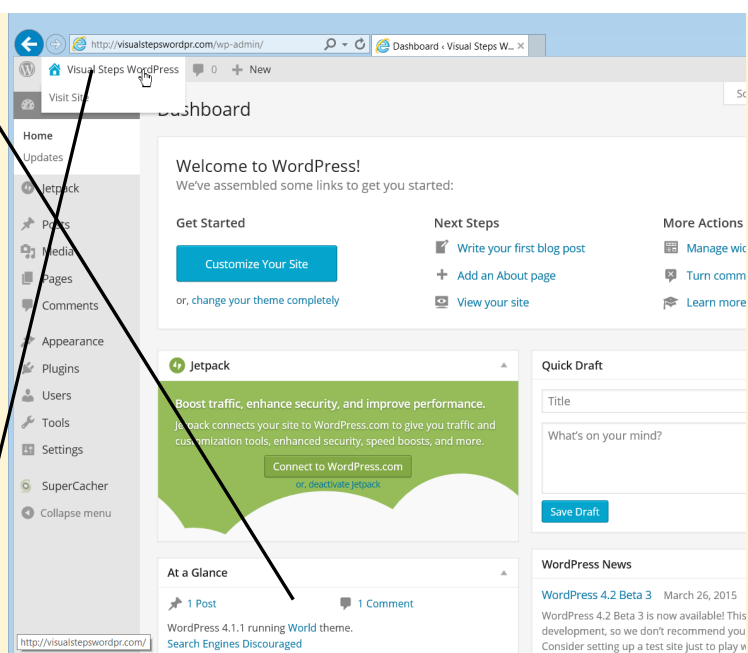 http://visualstepswordpr.com/wp-admin/
Dashboard ‹ Visual Steps W...
Visual Steps WordPress 0 + New
Visit Site
Dashboard
Home
Updates
Jetpack
Posts
Media
Pages
Comments
Appearance
Plugins
Users
Tools
Settings
SuperCacher
Collapse menu
Welcome to WordPress!
We've assembled some links to get you started:
Get Started
Customize Your Site
or, change your theme completely
Next Steps
Write your first blog post
Add an About page
View your site
More Actions
Manage wid
Turn comm
Learn more
Jetpack
Boost traffic, enhance security, and improve performance.
Jetpack connects your site to WordPress.com to give you traffic and
customization tools, enhanced security, speed boosts, and more.
Connect to WordPress.com
or, deactivate Jetpack
At a Glance
1 Post
1 Comment
WordPress 4.1.1 running World theme.
Search Engines Discouraged
Quick Draft
Title
What's on your mind?
Save Draft
WordPress News
WordPress 4.2 Beta 3 March 26, 2015
WordPress 4.2 Beta 3 is now available! This
development, so we don't recommend you
Consider setting up a test site just to play w
http://visualstepswordpr.com/